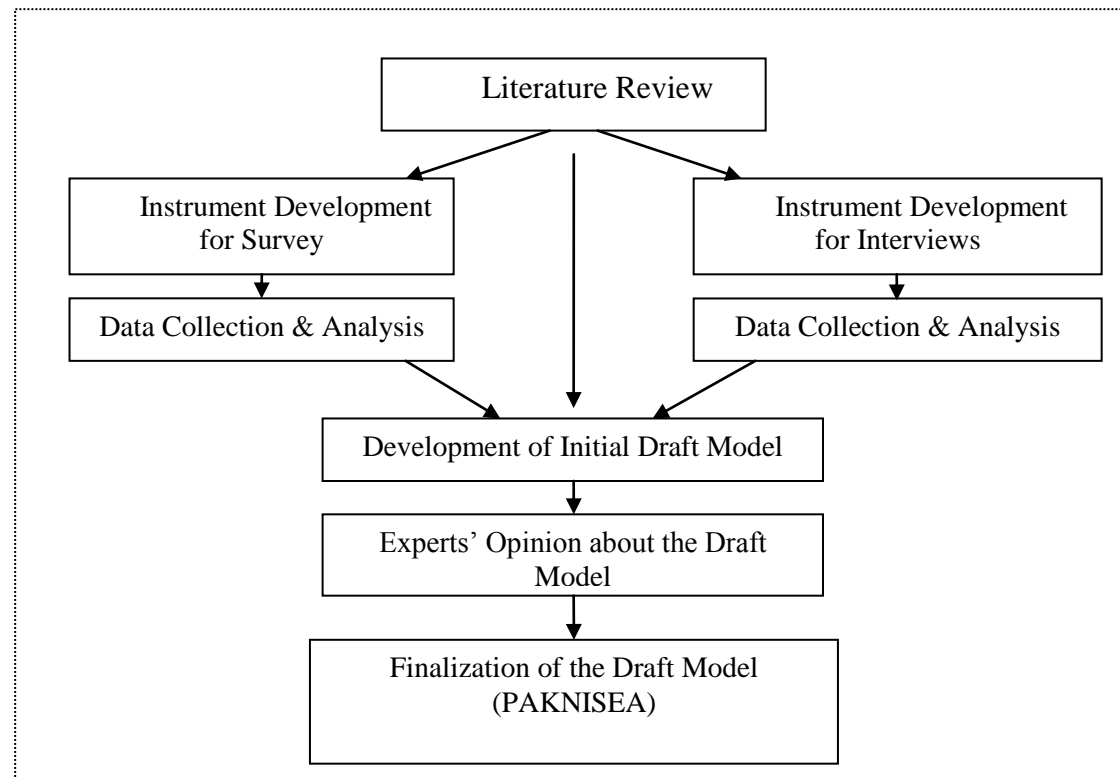 Literature Review
Instrument Development
for Survey
Instrument Development
for Interviews
Data Collection & Analysis
Data Collection & Analysis
Development of Initial Draft Model
Experts’ Opinion about the Draft
Model
Finalization of the Draft Model
(PAKNISEA)